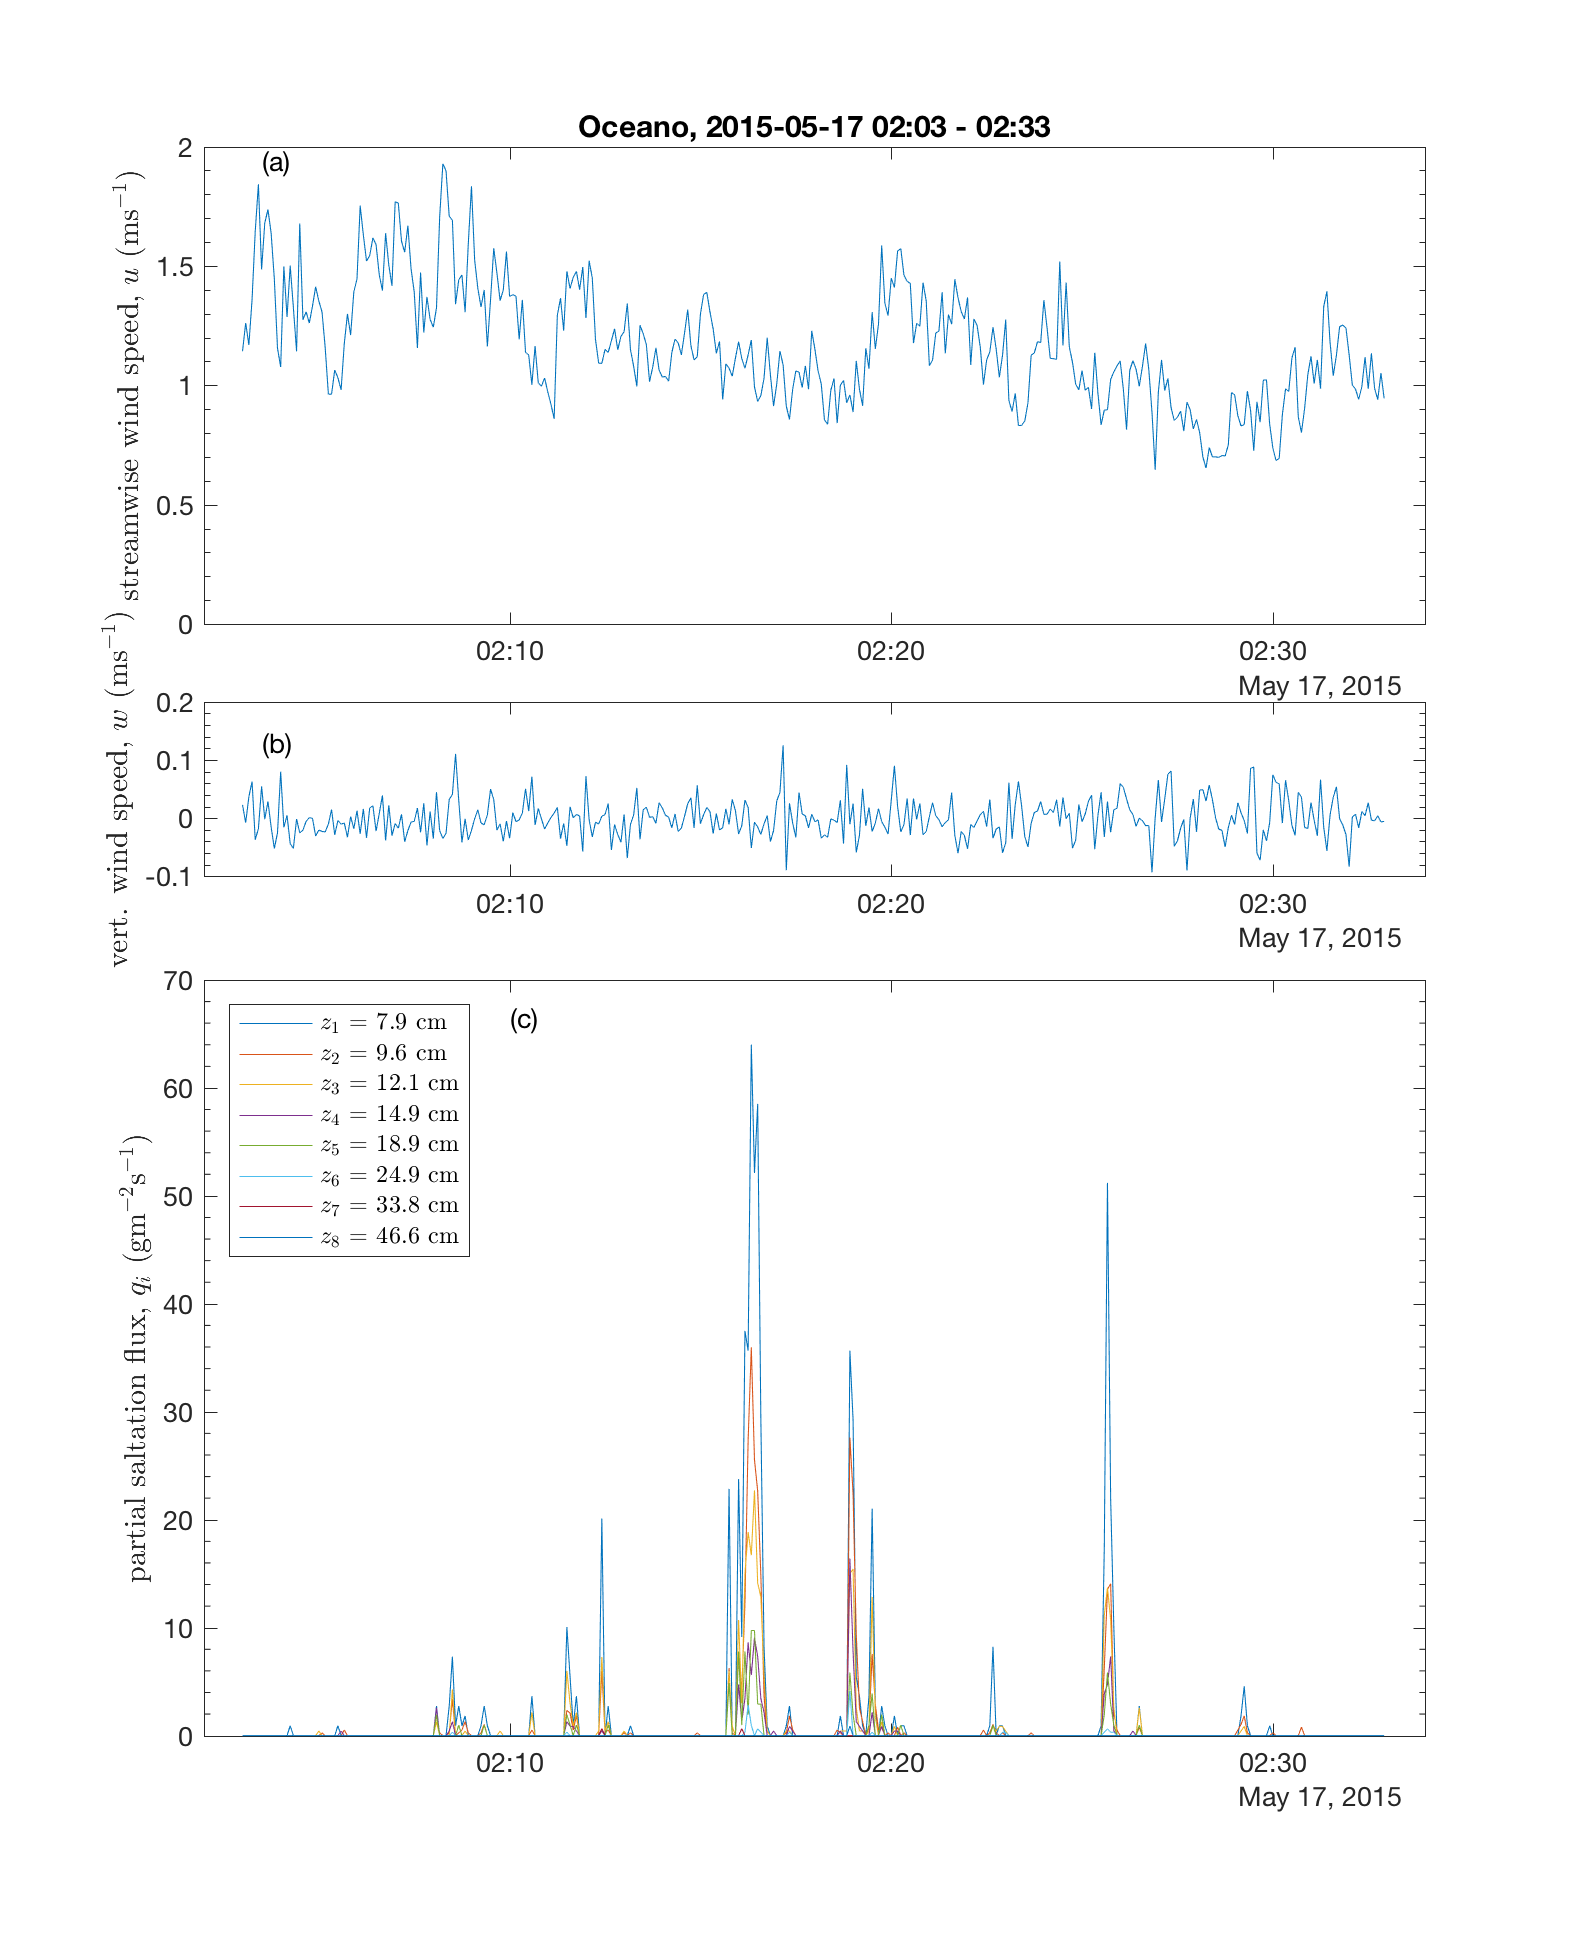 Oceano, 2015-05-17 02:03 - 02:33
(a)
streamwise wind speed, u (ms⁻¹)
2
1.5
1
0.5
0
02:10 02:20 02:30
May 17, 2015
(b)
vert. wind speed, w (ms⁻¹)
0.2
0.1
0
-0.1
02:10 02:20 02:30
May 17, 2015
(c)
partial saltation flux, qᵢ (gm⁻²s⁻¹)
70
60
50
40
30
20
10
0
z₁ = 7.9 cm
z₂ = 9.6 cm
z₃ = 12.1 cm
z₄ = 14.9 cm
z₅ = 18.9 cm
z₆ = 24.9 cm
z₇ = 33.8 cm
z₈ = 46.6 cm
02:10 02:20 02:30
May 17, 2015